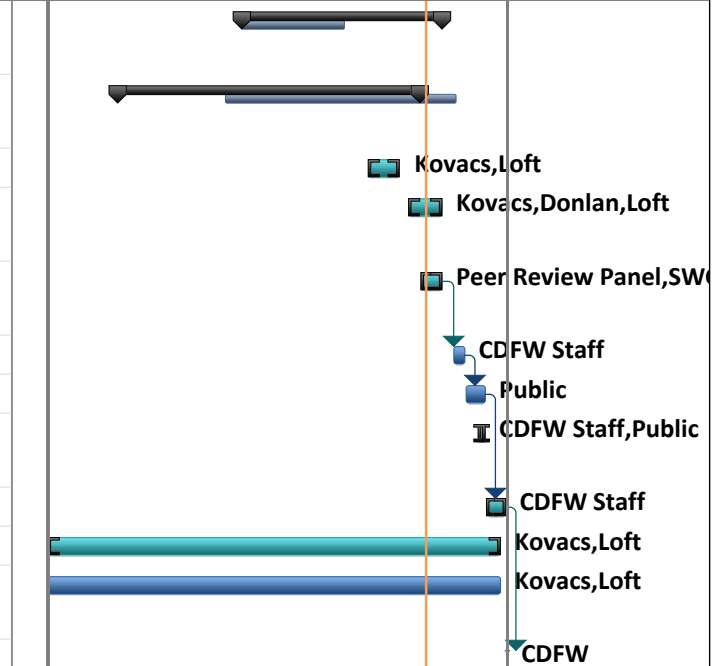 Kovacs,Loft
Kovacs,Donlan,Loft
Peer Review Panel,SW
CDFW Staff
Public
CDFW Staff,Public
CDFW Staff
Kovacs,Loft
Kovacs,Loft
CDFW